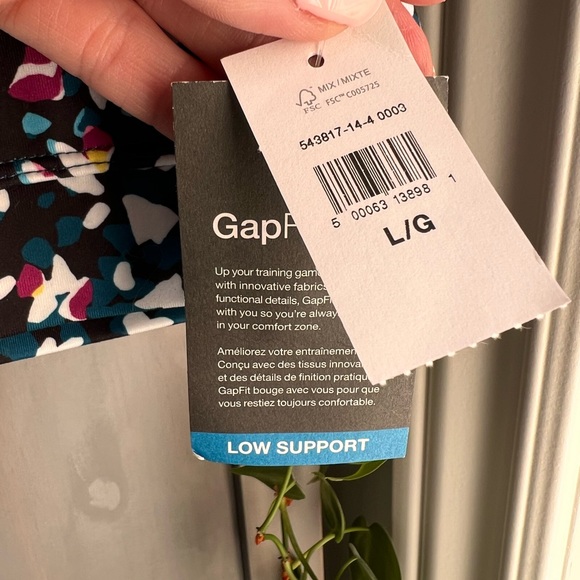 MIX / MIXTE
FSC FSC™ C005725
543817-14-4 0003
5 00063 13898 1
L/G
GapF
Up your training gam
with innovative fabrics
functional details, GapFi
with you so you're alway
in your comfort zone.
Améliorez votre entraînemen
Conçu avec des tissus innova
et des détails de finition pratiqu
GapFit bouge avec vous pour que
vous restiez toujours confortable.
LOW SUPPORT